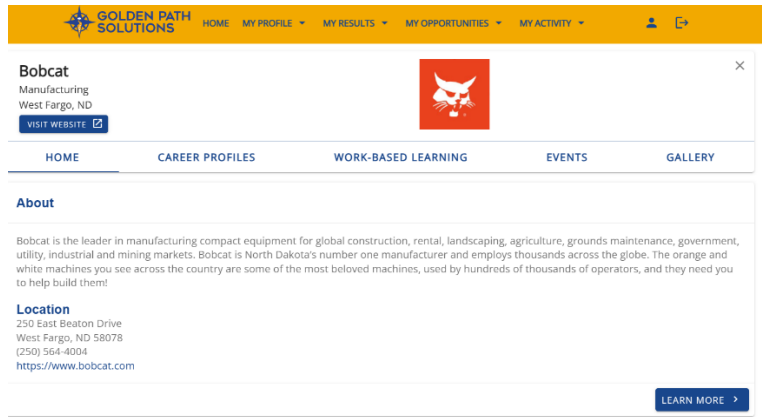 GOLDEN PATH
SOLUTIONS
HOME MY PROFILE MY RESULTS MY OPPORTUNITIES MY ACTIVITY
Bobcat
Manufacturing
West Fargo, ND
VISIT WEBSITE
HOME CAREER PROFILES WORK-BASED LEARNING EVENTS GALLERY
About
Bobcat is the leader in manufacturing compact equipment for global construction, rental, landscaping, agriculture, grounds maintenance, government,
utility, industrial and mining markets. Bobcat is North Dakota's number one manufacturer and employs thousands across the globe. The orange and
white machines you see across the country are some of the most beloved machines, used by hundreds of thousands of operators, and they need you
to help build them!
Location
250 East Beaton Drive
West Fargo, ND 58078
(250) 564-4004
https://www.bobcat.com
LEARN MORE